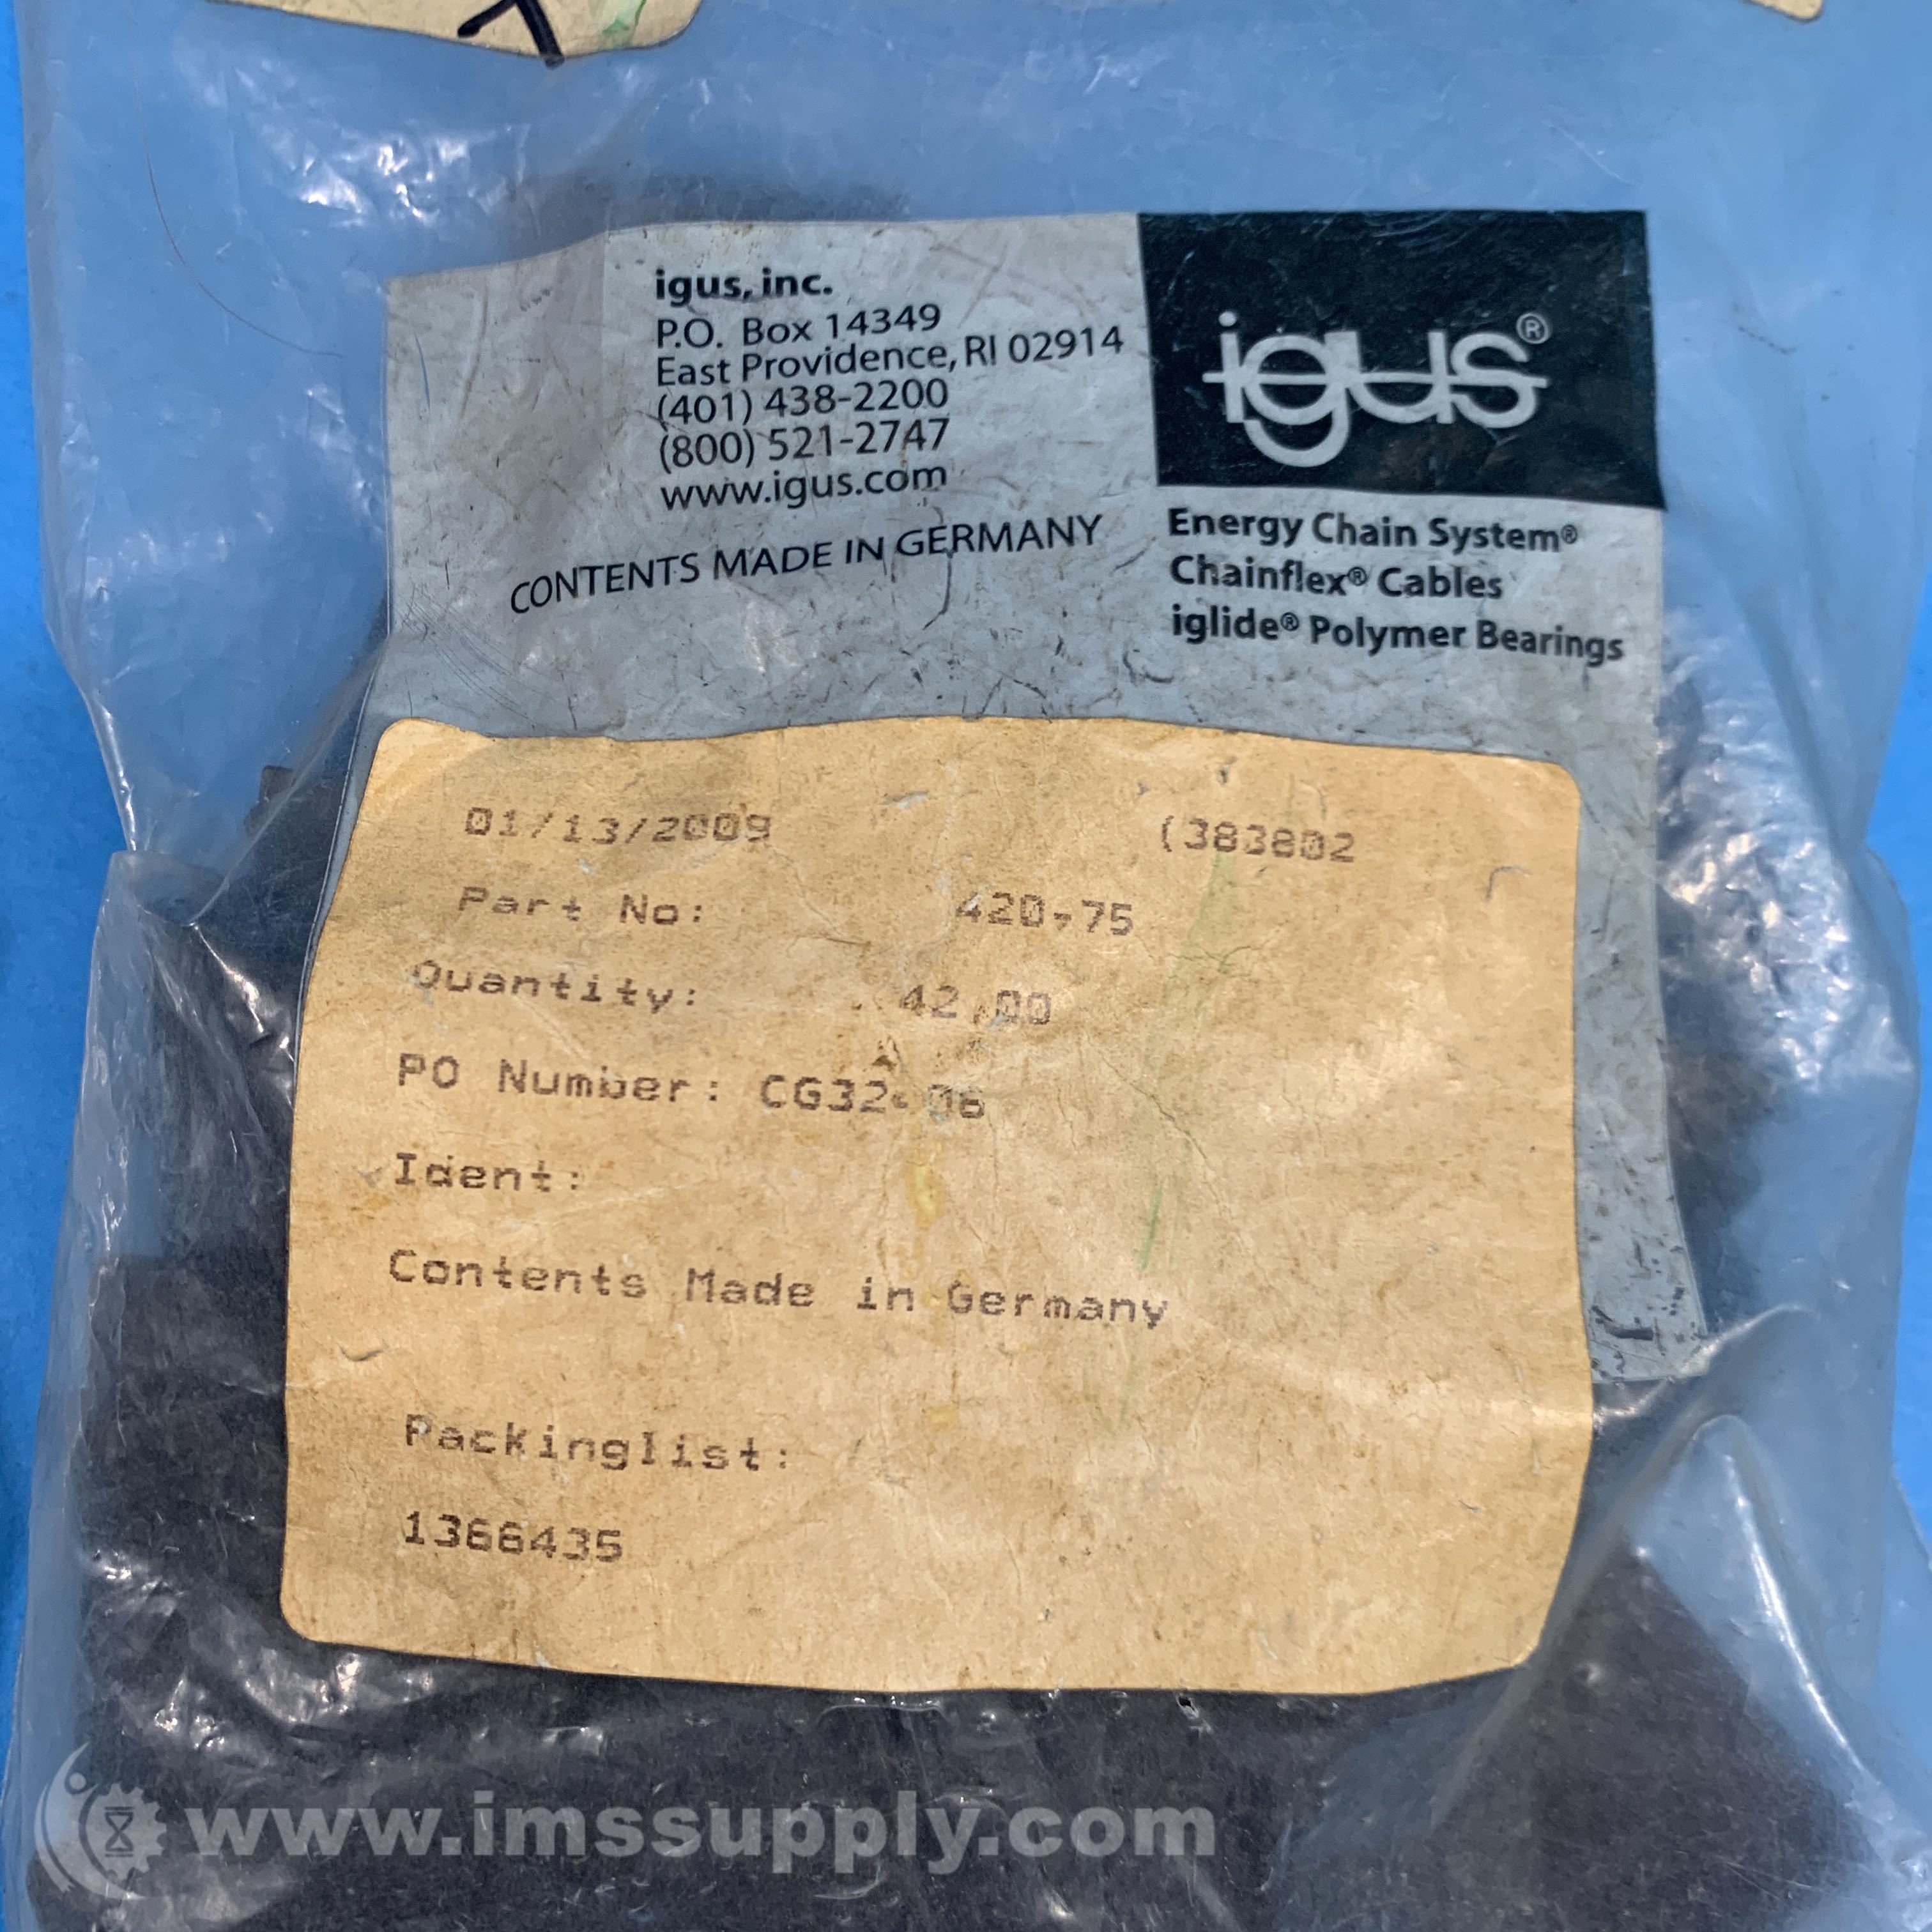 igus, inc.
P.O. Box 14349
East Providence, RI 02914
(401) 438-2200
(800) 521-2747
www.igus.com
CONTENTS MADE IN GERMANY
igus®
Energy Chain System®
Chainflex® Cables
iglide® Polymer Bearings
01/13/2009 (383802
Part No: 420-75
Quantity: 42.00
PO Number:
Ident:
Contents Made in Germany
Packinglist:
1366435
www.imssupply.com